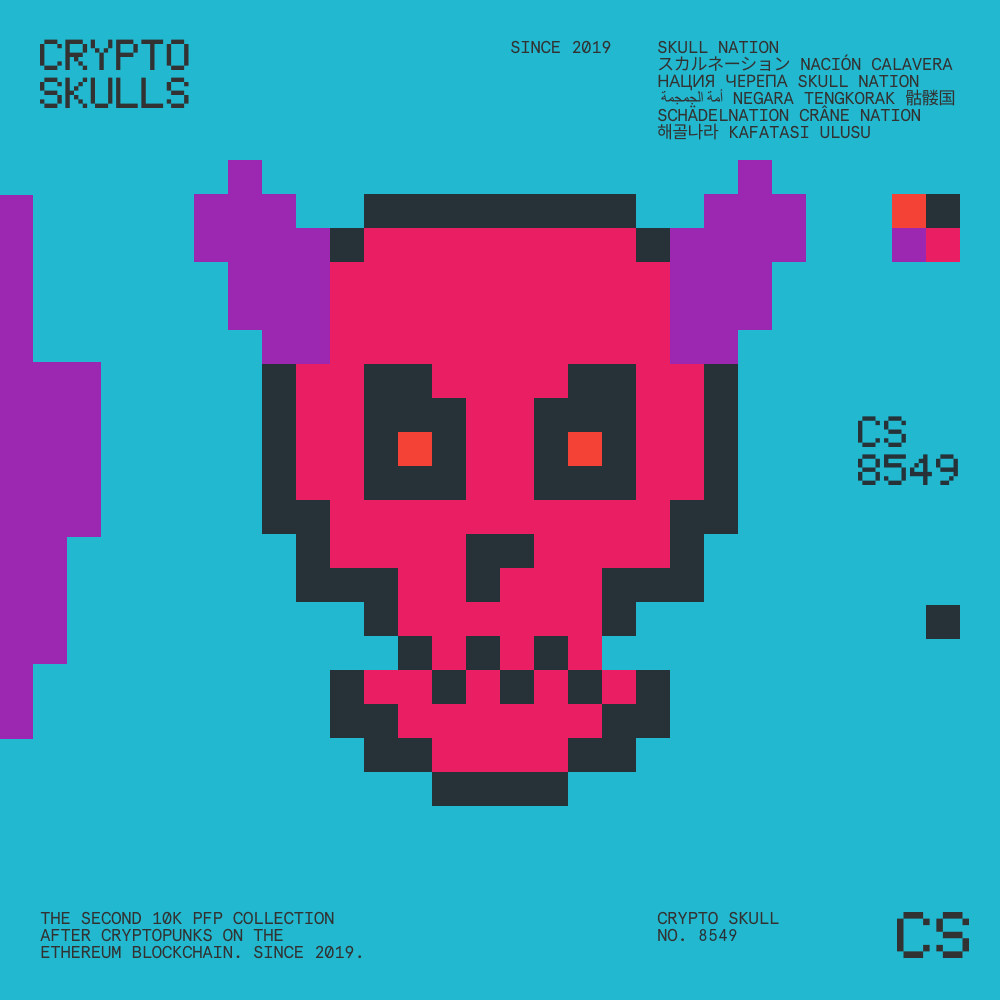 CRYPTO
SKULLS
SINCE 2019
SKULL NATION
スカルネーション NACIÓN CALAVERA
НАЦИЯ ЧЕРЕПА SKULL NATION
أمة الجمجمة NEGARA TENGKORAK 骷髅国
SCHÄDELNATION CRÂNE NATION
해골나라 KAFATASI ULUSU
CS
8549
THE SECOND 10K PFP COLLECTION
AFTER CRYPTOPUNKS ON THE
ETHEREUM BLOCKCHAIN. SINCE 2019.
CRYPTO SKULL
NO. 8549
CS